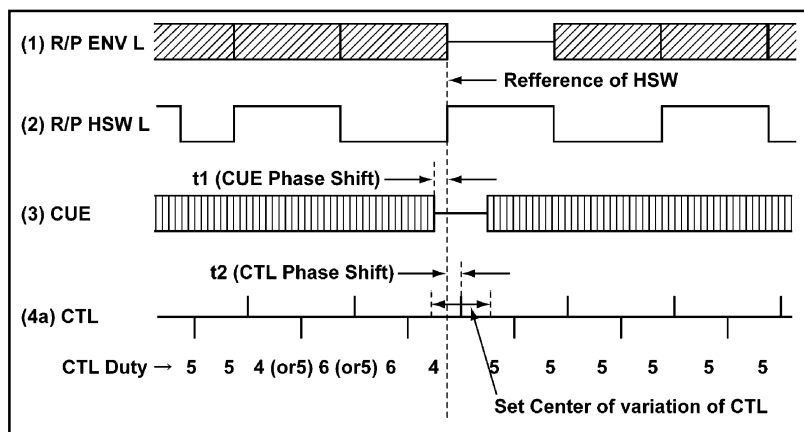 (1) R/P ENV L
Refference of HSW
(2) R/P HSW L
t1 (CUE Phase Shift)
(3) CUE
t2 (CTL Phase Shift)
(4a) CTL
CTL Duty → 5 5 4 (or5) 6 (or5) 6 4 5 5 5 5 5 5
Set Center of variation of CTL